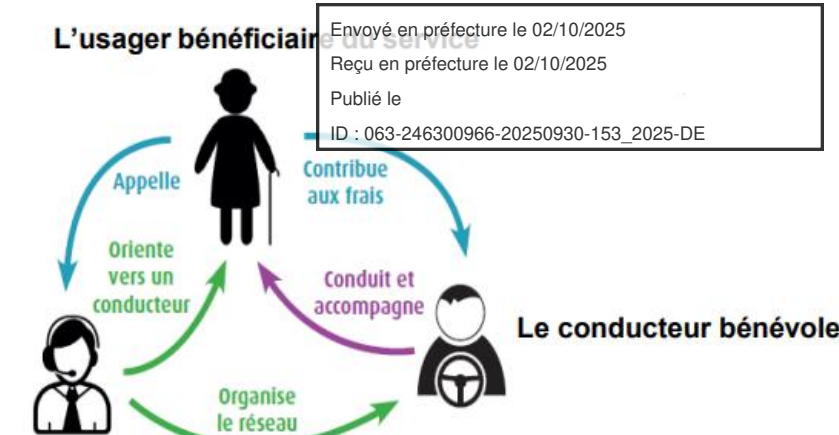 L'usager bénéficiaire du service
Envoyé en préfecture le 02/10/2025
Reçu en préfecture le 02/10/2025
Publié le
ID : 063-246300966-20250930-153_2025-DE
Appelle
Contribue
aux frais
Oriente
vers un
conducteur
Conduit et
accompagne
Le conducteur bénévole
Organise
le réseau